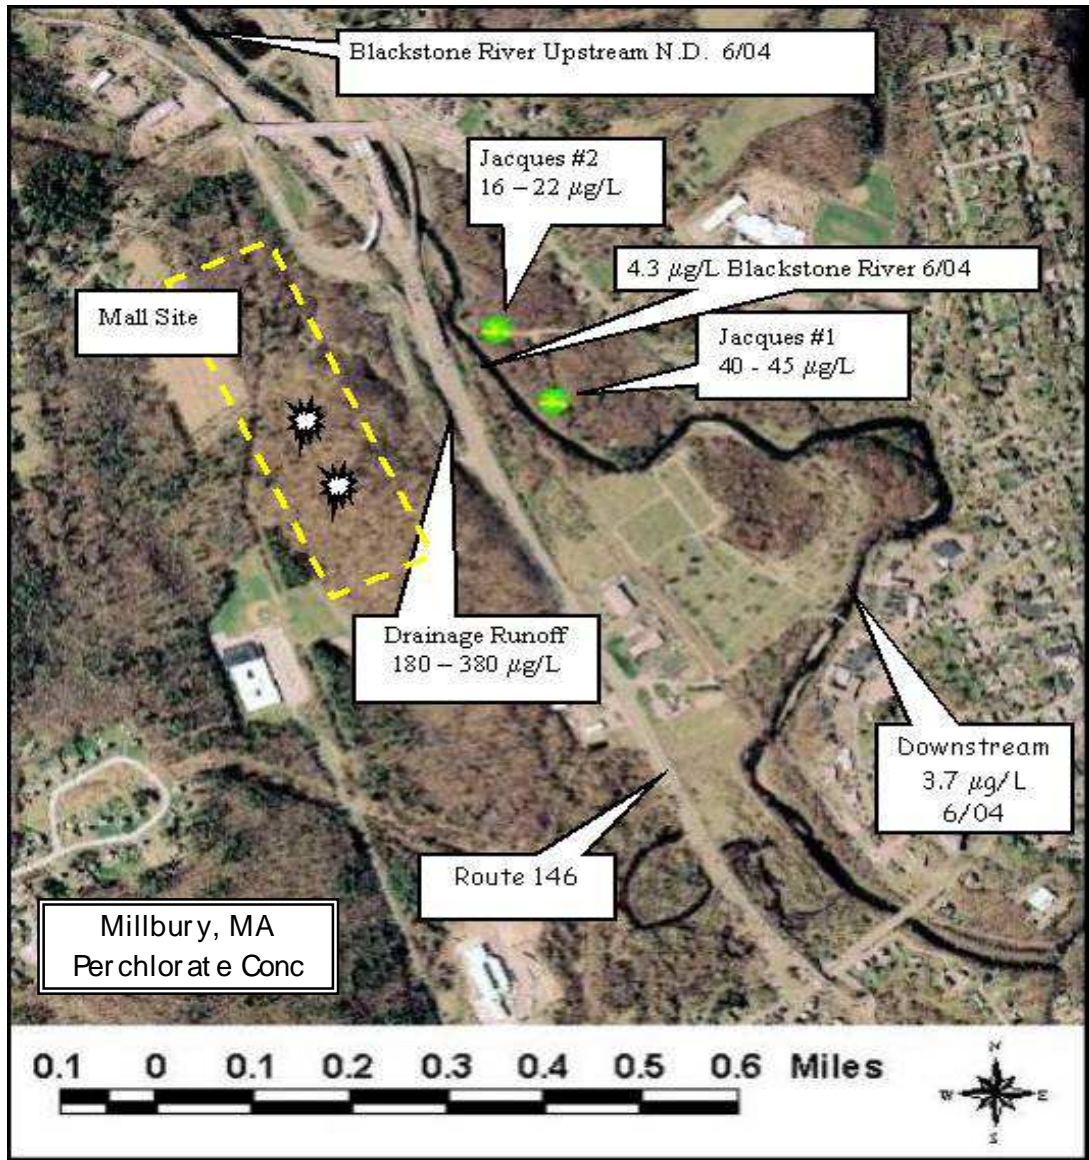 Blackstone River Upstream N.D. 6/04
Jacques #2
16 – 22 µg/L
4.3 µg/L Blackstone River 6/04
Mall Site
Jacques #1
40 - 45 µg/L
Drainage Runoff
180 – 380 µg/L
Downstream
3.7 µg/L
6/04
Route 146
Millbury, MA
Perchlorate Conc
0.1 0 0.1 0.2 0.3 0.4 0.5 0.6 Miles
N
W E
S